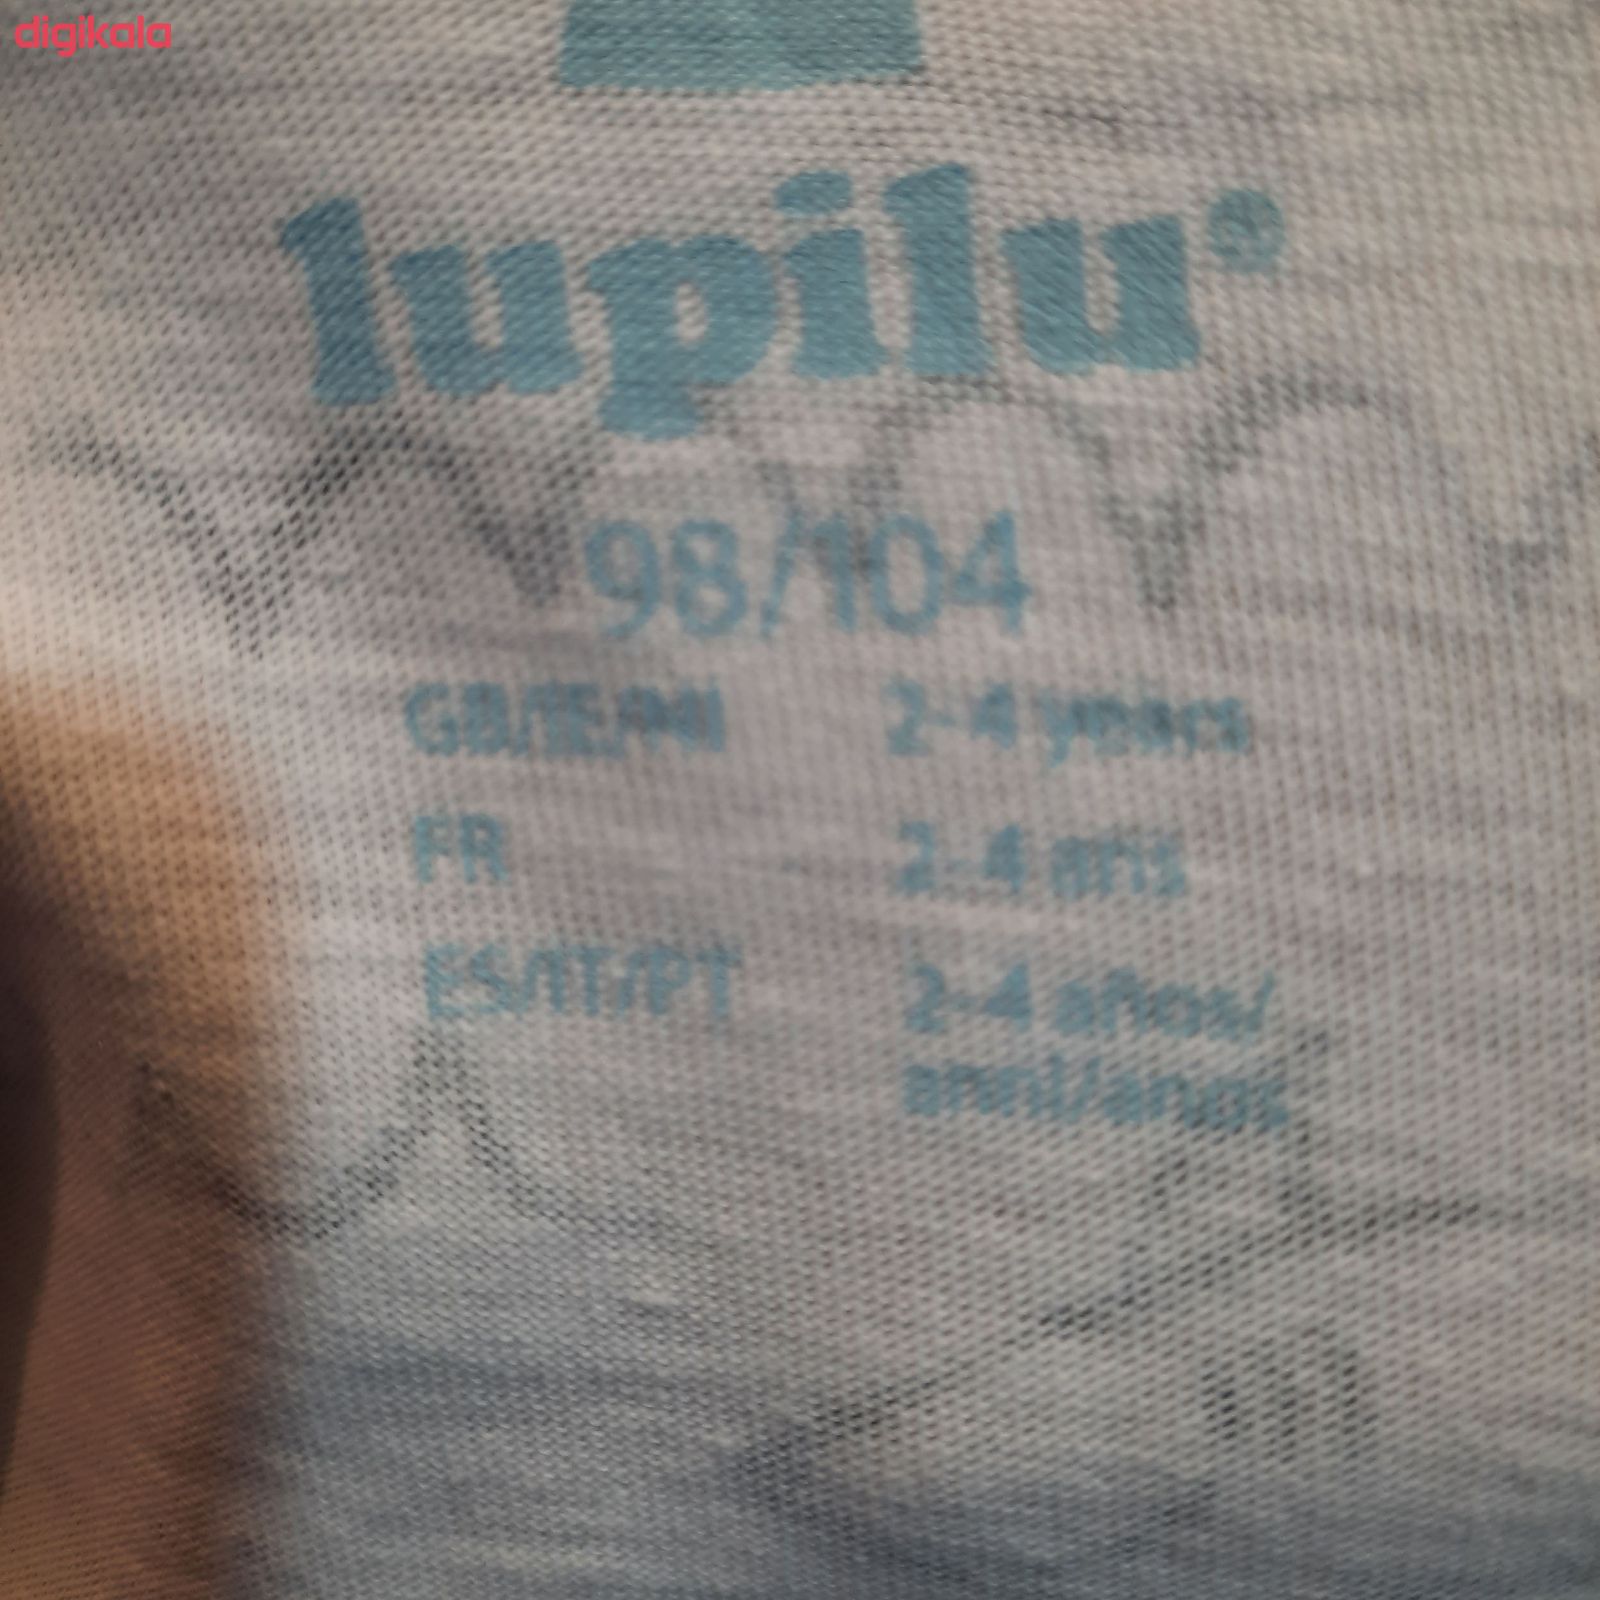 digikala
lupilu®
98/104
GB/IE/NI 2-4 years
FR 2-4 ans
ES/IT/PT 2-4 años/
anni/anos